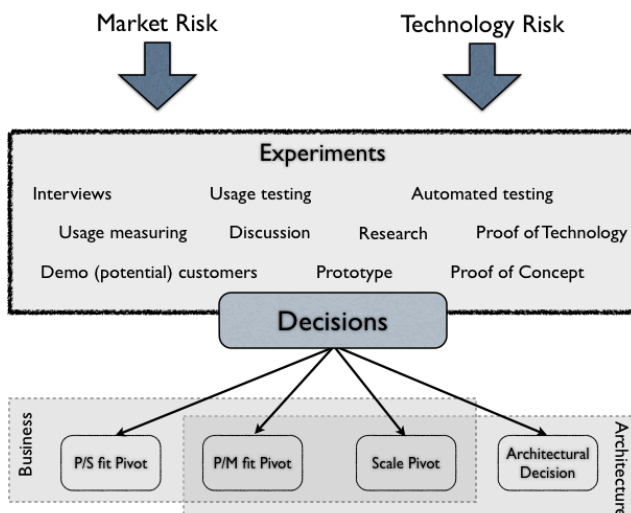 Market Risk
Technology Risk
Experiments
Interviews
Usage testing
Automated testing
Usage measuring
Discussion
Research
Proof of Technology
Demo (potential) customers
Prototype
Proof of Concept
Decisions
Business
P/S fit Pivot
P/M fit Pivot
Scale Pivot
Architectural
Decision
Architecture